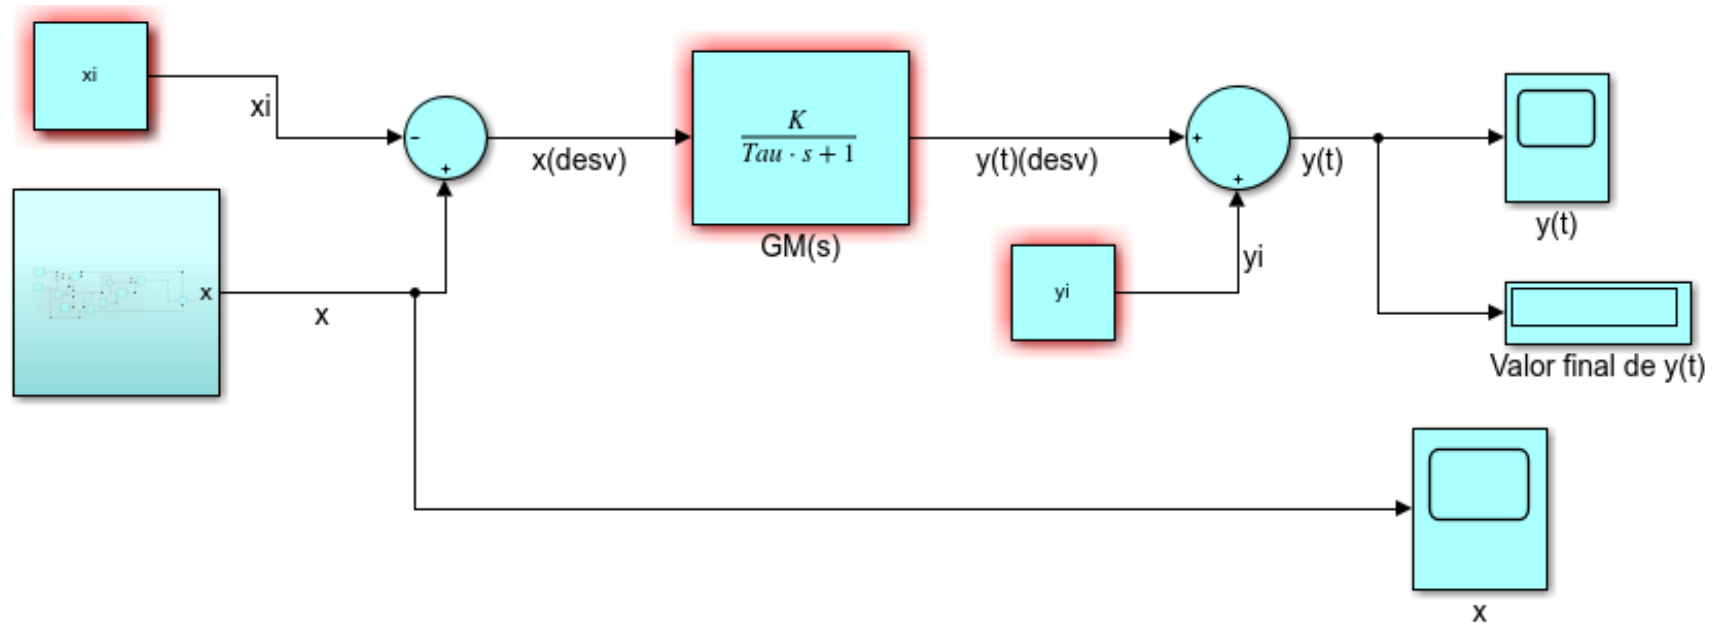 xi
xi
x
x
-
+
x(desv)
K
Tau · s + 1
GM(s)
y(t)(desv)
+
+
yi
yi
y(t)
y(t)
Valor final de y(t)
x